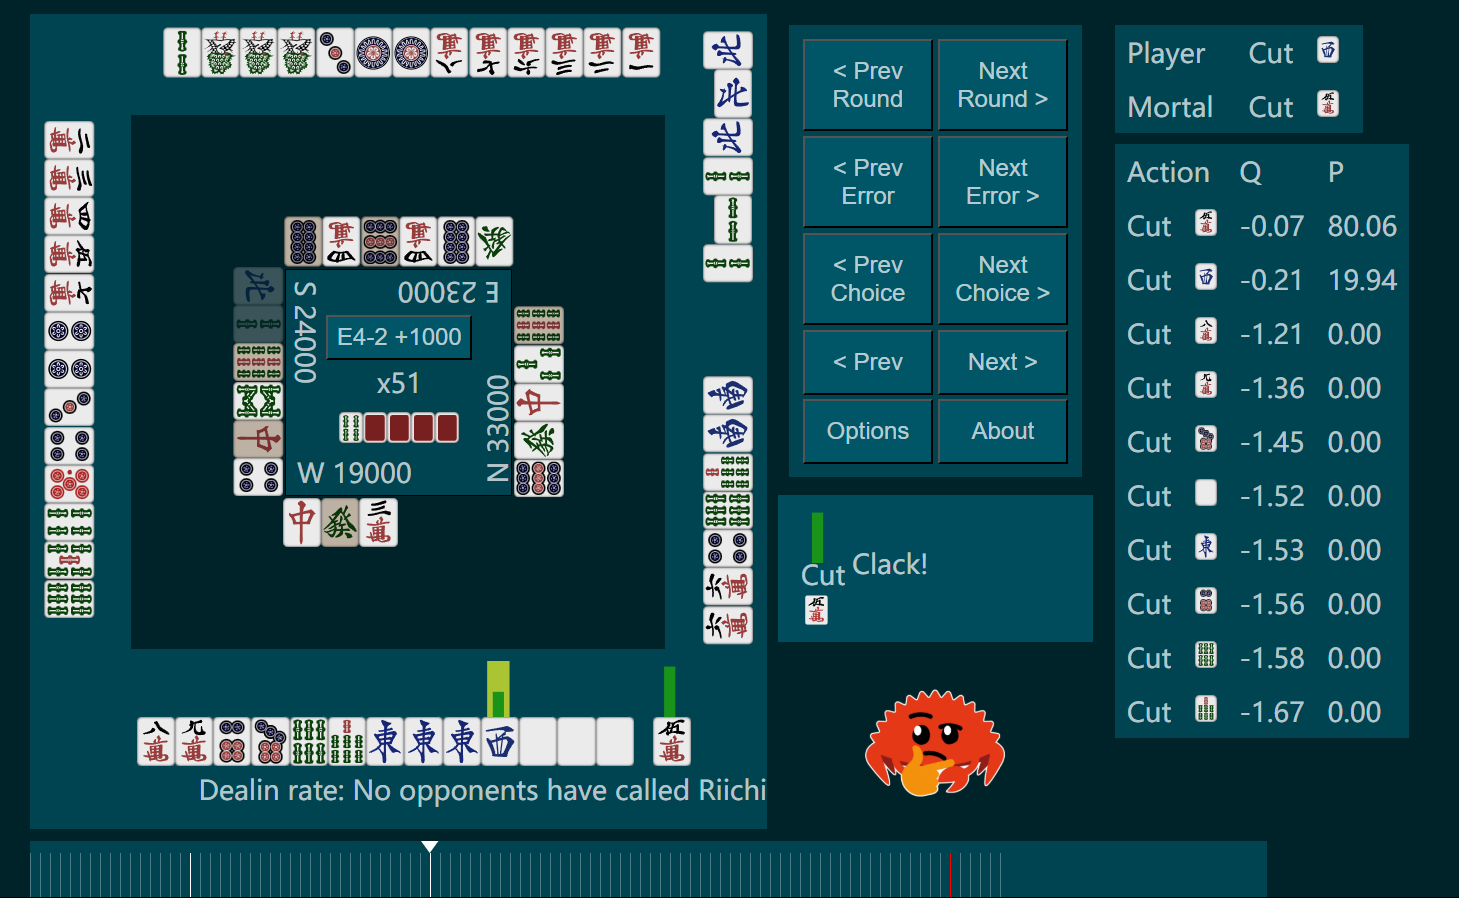 S 24000
E 23000
E4-2 +1000
x51
N 33000
W 19000
Dealin rate: No opponents have called Riichi
< Prev Round
Next Round >
< Prev Error
Next Error >
< Prev Choice
Next Choice >
< Prev
Next >
Options
About
Cut
Clack!
Player Cut
Mortal Cut
Action Q P
Cut -0.07 80.06
Cut -0.21 19.94
Cut -1.21 0.00
Cut -1.36 0.00
Cut -1.45 0.00
Cut -1.52 0.00
Cut -1.53 0.00
Cut -1.56 0.00
Cut -1.58 0.00
Cut -1.67 0.00